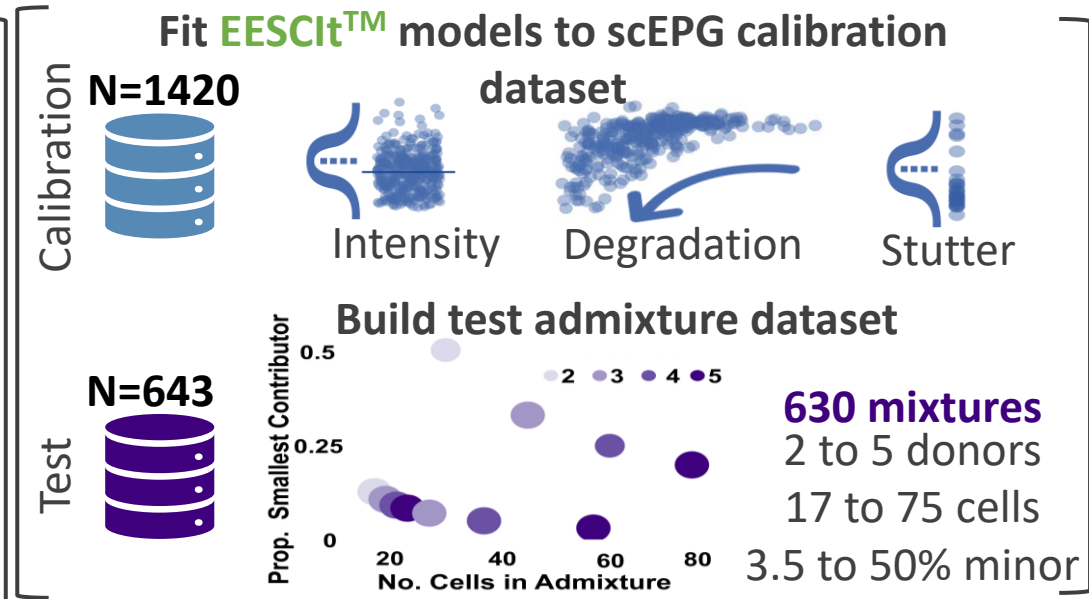 Fit EESCIt™ models to scEPG calibration
dataset
Calibration
N=1420
Intensity
Degradation
Stutter
Build test admixture dataset
Test
N=643
Prop. Smallest Contributor
0.5
0.25
0
2 3 4 5
20 40 60 80
No. Cells in Admixture
630 mixtures
2 to 5 donors
17 to 75 cells
3.5 to 50% minor